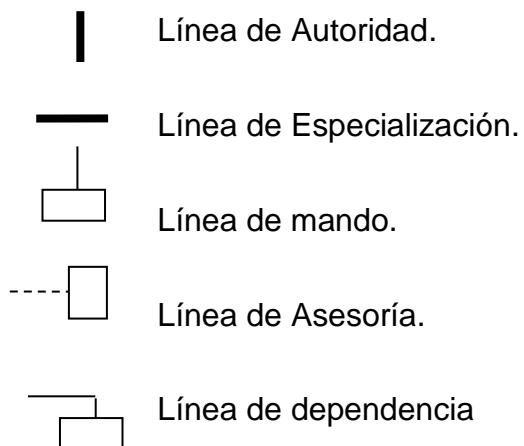 Línea de Autoridad.
Línea de Especialización.
Línea de mando.
Línea de Asesoría.
Línea de dependencia